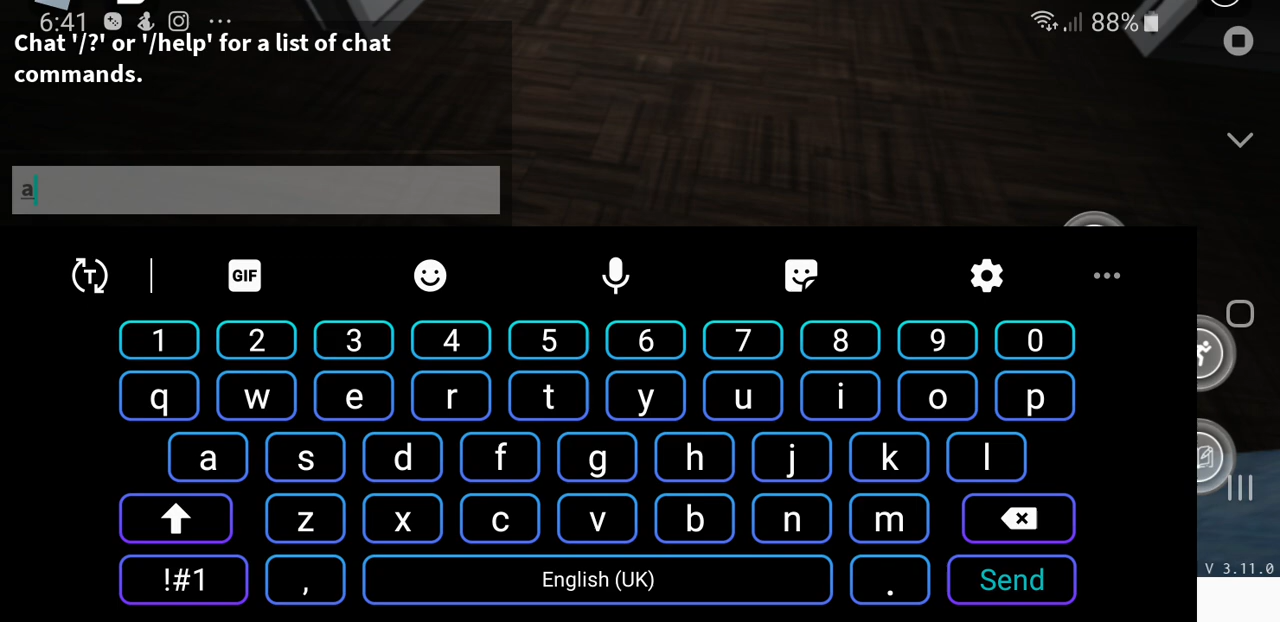 6:41 88%
Chat '/?' or '/help' for a list of chat
commands.
a
T GIF
1 2 3 4 5 6 7 8 9 0
q w e r t y u i o p
a s d f g h j k l
z x c v b n m
!#1 , English (UK) . Send
V 3.11.0